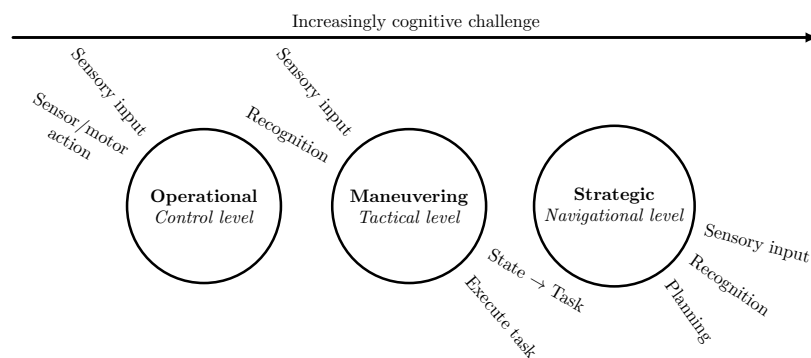 Increasingly cognitive challenge
Sensory input
Sensor/motor
action
Operational
Control level
Sensory input
Recognition
Maneuvering
Tactical level
State → Task
Execute task
Strategic
Navigational level
Sensory input
Recognition
Planning